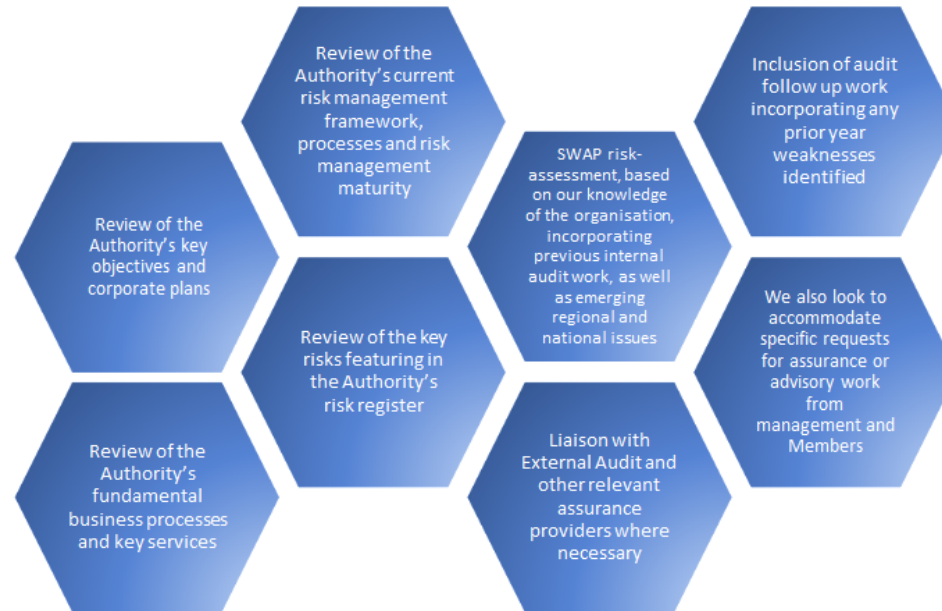 Review of the
Authority's current
risk management
framework,
processes and risk
management
maturity
Inclusion of audit
follow up work
incorporating any
prior year
weaknesses
identified
Review of the
Authority's key
objectives and
corporate plans
SWAP risk-
assessment, based
on our knowledge
of the organisation,
incorporating
previous internal
audit work, as well
as emerging
regional and
national issues
Review of the key
risks featuring in
the Authority's
risk register
We also look to
accommodate
specific requests
for assurance or
advisory work
from
management and
Members
Review of the
Authority's
fundamental
business processes
and key services
Liaison with
External Audit and
other relevant
assurance
providers where
necessary